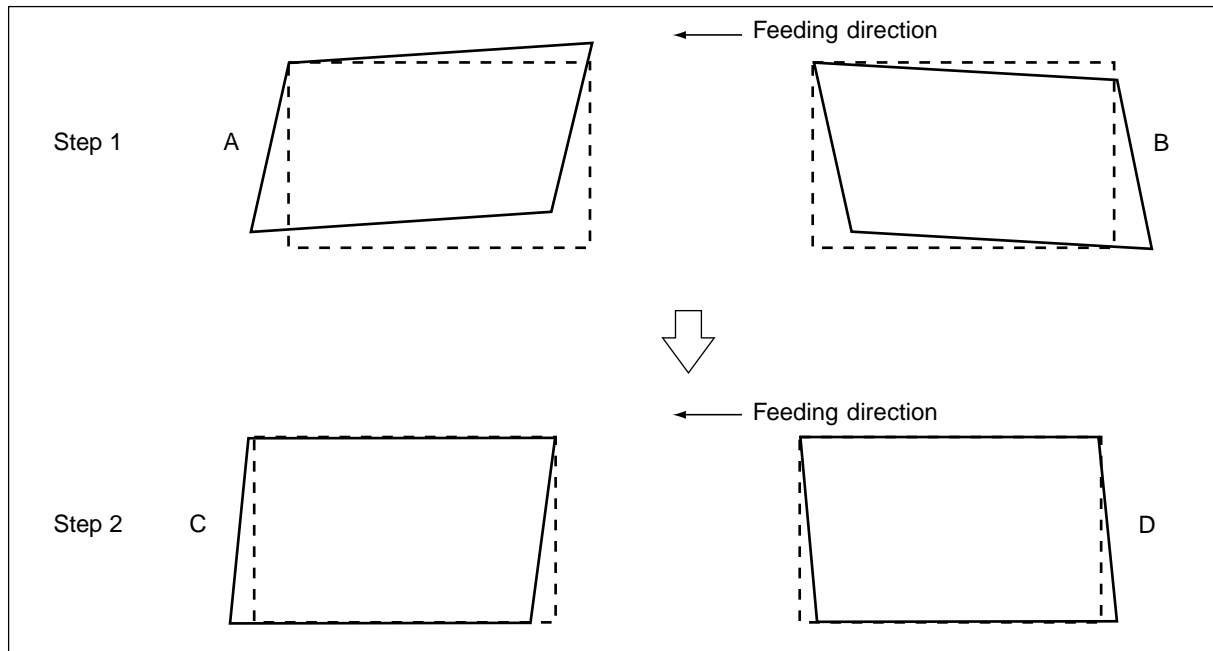 Feeding direction
Step 1
A
B
Feeding direction
Step 2
C
D